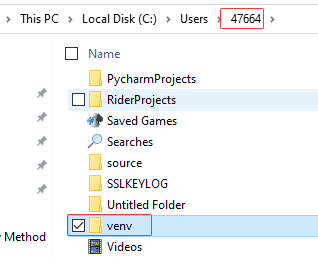 This PC > Local Disk (C:) > Users > 47664 >
Name
PycharmProjects
RiderProjects
Saved Games
Searches
source
SSLKEYLOG
Untitled Folder
venv
y Method
Videos